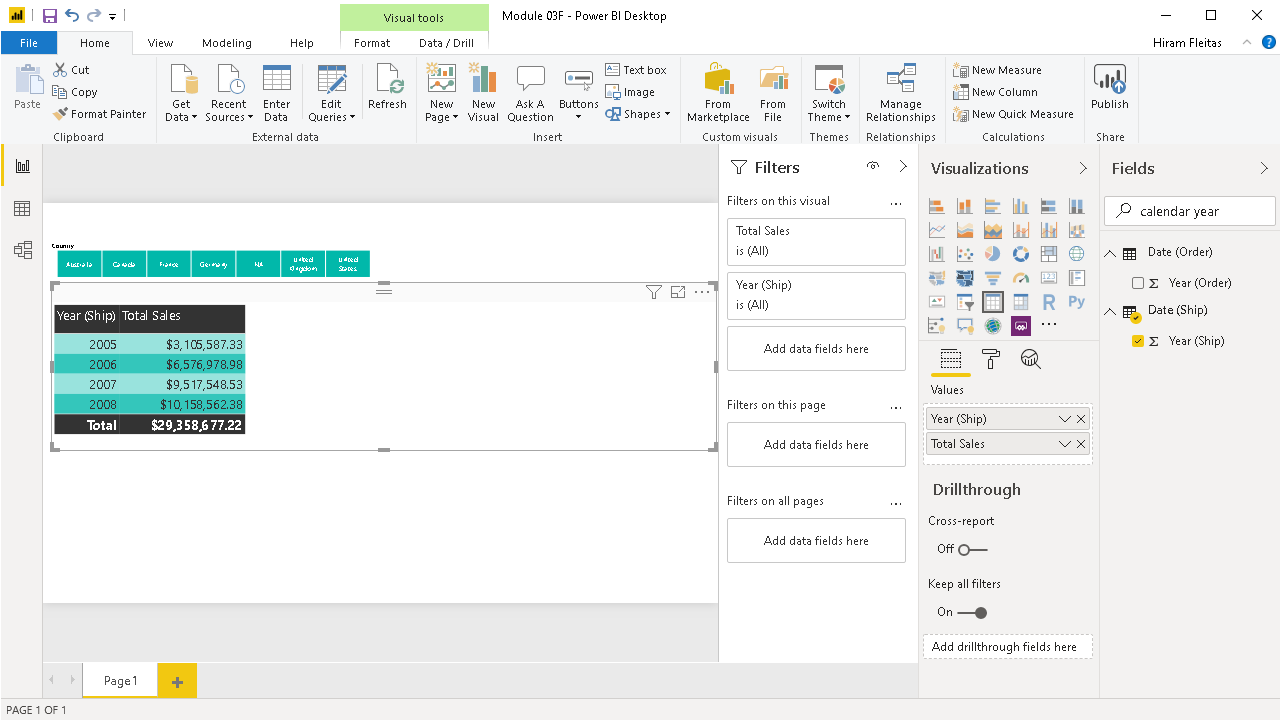 Visual tools
Module 03F - Power BI Desktop
File
Home
View
Modeling
Help
Format
Data / Drill
Hiram Fleitas
Paste
Cut
Copy
Format Painter
Clipboard
Get
Data
Recent
Sources
Enter
Data
Edit
Queries
External data
Refresh
New
Page
New
Visual
Ask A
Question
Buttons
Text box
Image
Shapes
Insert
From
Marketplace
From
File
Custom visuals
Switch
Theme
Themes
Manage
Relationships
Relationships
New Measure
New Column
New Quick Measure
Calculations
Publish
Share
Country
Australia
Canada
France
Germany
NA
United
Kingdom
United
States
Year (Ship) Total Sales
2005 $3,105,587.33
2006 $6,576,978.98
2007 $9,517,548.53
2008 $10,158,562.38
Total $29,358,677.22
Filters
Filters on this visual
...
Total Sales
is (All)
Year (Ship)
is (All)
Add data fields here
Filters on this page
...
Add data fields here
Filters on all pages
...
Add data fields here
Visualizations
123
R
Py
...
Values
Year (Ship)
Total Sales
Drillthrough
Cross-report
Off
Keep all filters
On
Add drillthrough fields here
Fields
calendar year
Date (Order)
Σ Year (Order)
Date (Ship)
Σ Year (Ship)
Page1
+
PAGE 1 OF 1